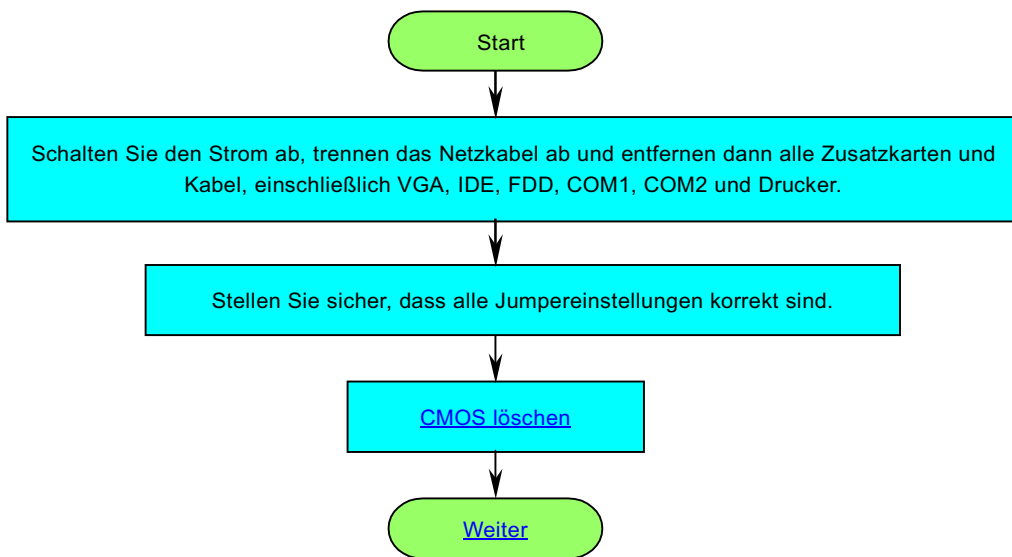 Start
Schalten Sie den Strom ab, trennen das Netzkabel ab und entfernen dann alle Zusatzkarten und
Kabel, einschließlich VGA, IDE, FDD, COM1, COM2 und Drucker.
Stellen Sie sicher, dass alle Jumpereinstellungen korrekt sind.
CMOS löschen
Weiter